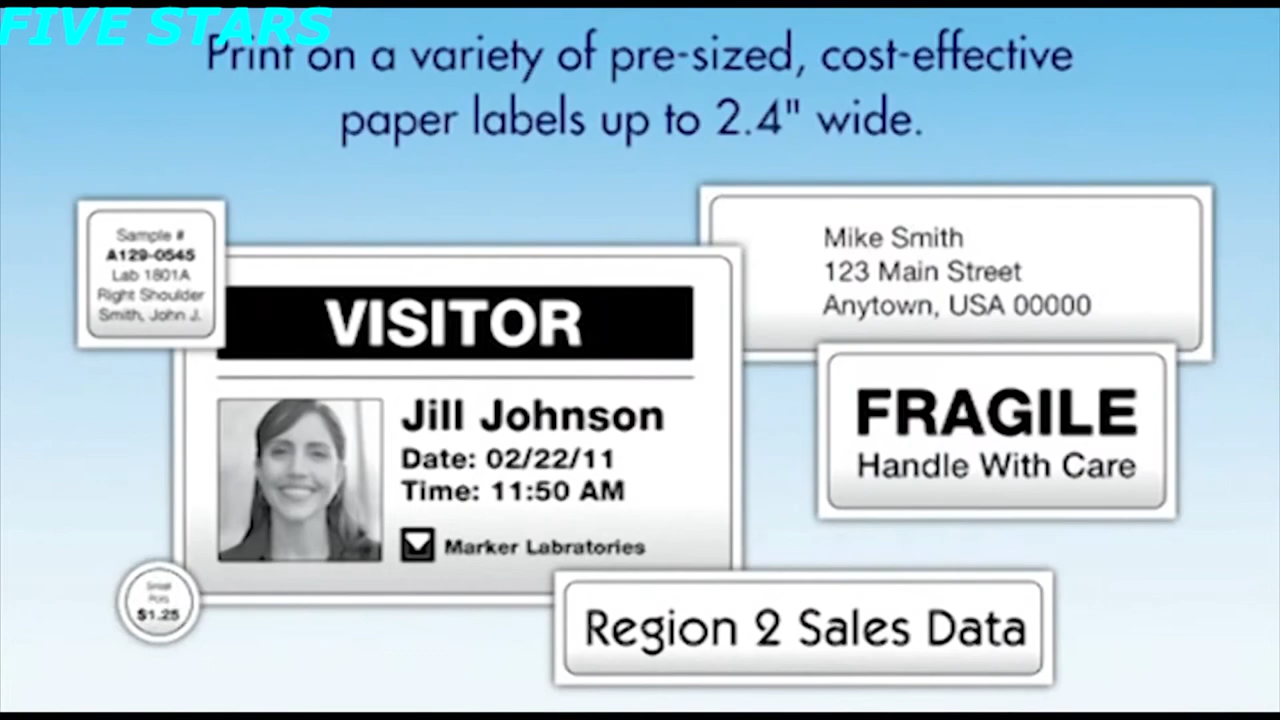 FIVE STARS
Print on a variety of pre-sized, cost-effective
paper labels up to 2.4" wide.
Sample #
A129-0545
Lab 1801A
Right Shoulder
Smith, John J.
Mike Smith
123 Main Street
Anytown, USA 00000
VISITOR
Jill Johnson
Date: 02/22/11
Time: 11:50 AM
Marker Labratories
FRAGILE
Handle With Care
$1.25
Region 2 Sales Data